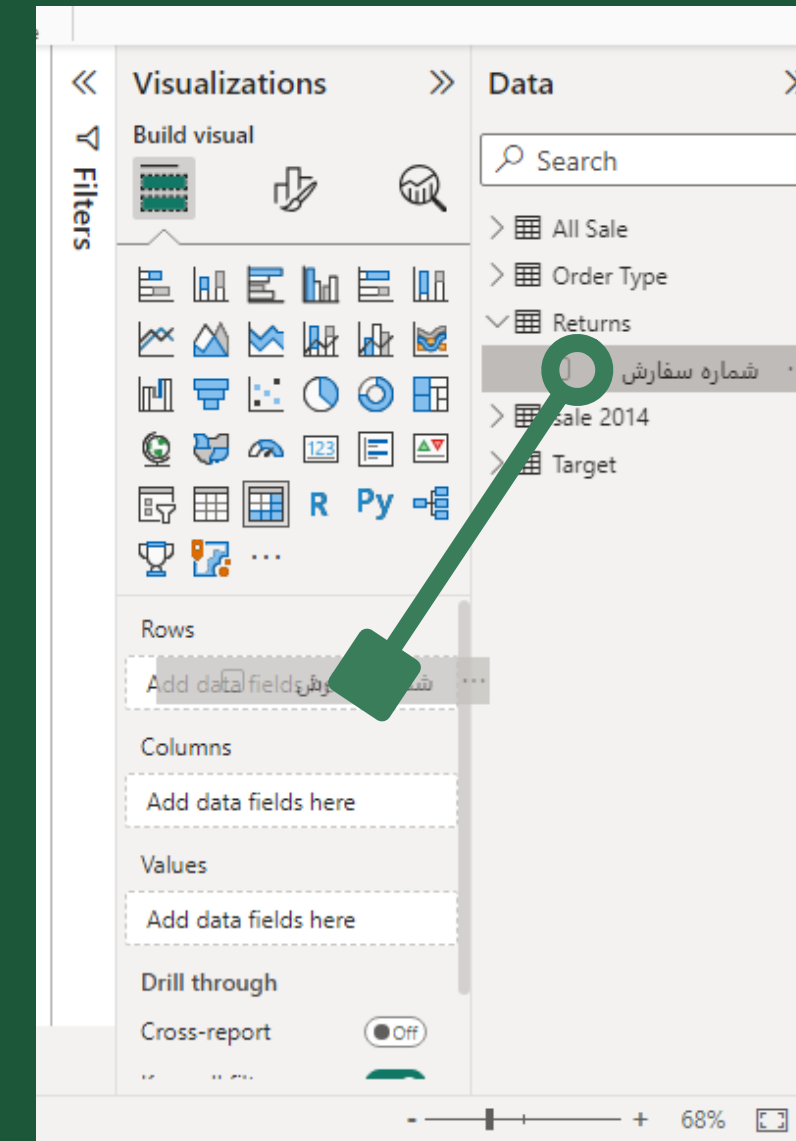 Visualizations
Build visual
Filters
123
R Py
...
Rows
Add data fields
Columns
Add data fields here
Values
Add data fields here
Drill through
Cross-report
Off
Data
Search
All Sale
Order Type
Returns
شماره سفارش
sale 2014
Target
- + 68%